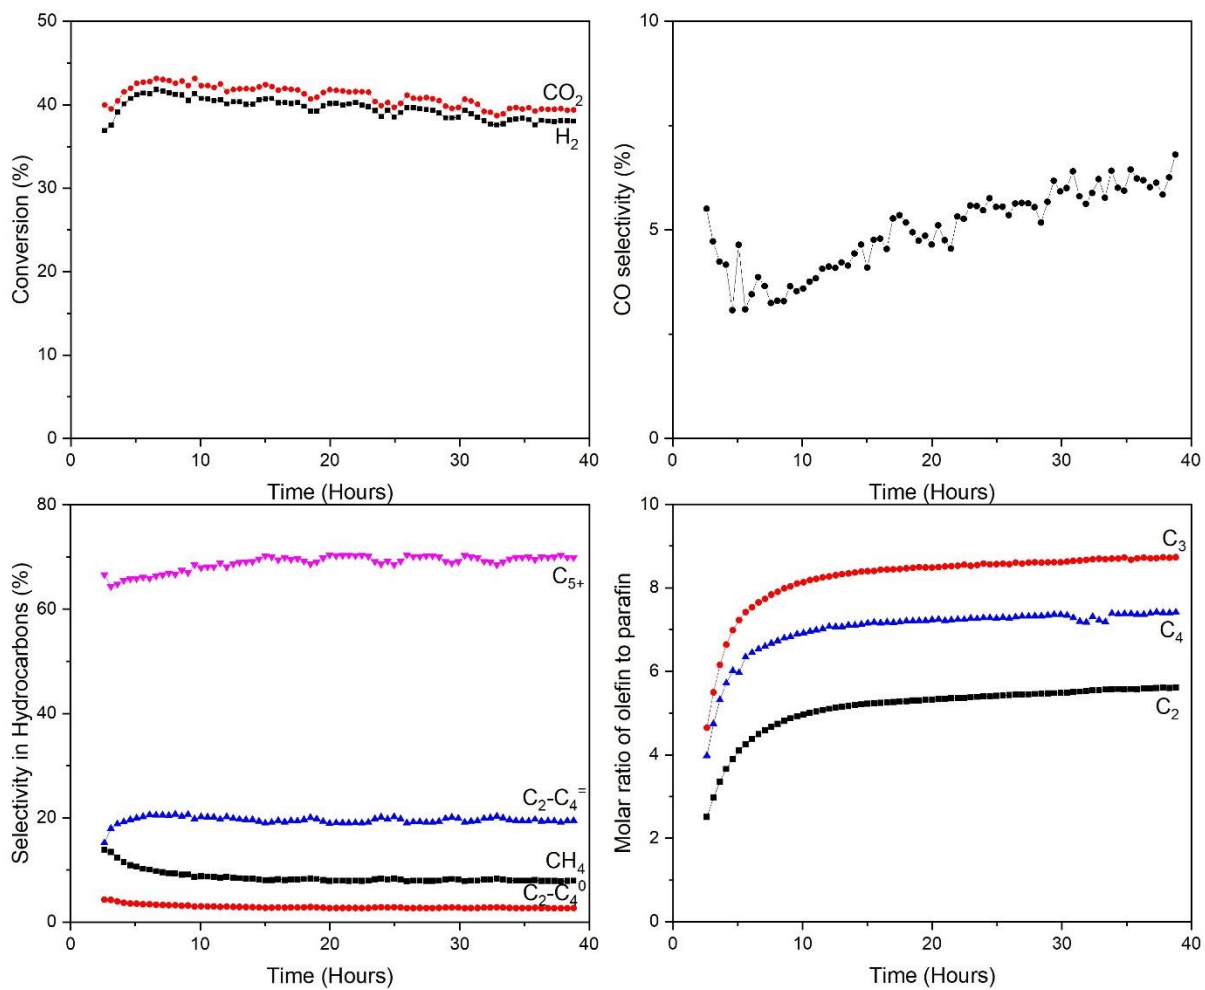 50
40
30
20
10
0
Conversion (%)
CO2
H2
0 10 20 30 40
Time (Hours)
10
5
0
CO selectivity (%)
0 10 20 30 40
Time (Hours)
80
60
40
20
0
Selectivity in Hydrocarbons (%)
C5+
C2-C4=
CH4
C2-C40
0 10 20 30 40
Time (Hours)
10
8
6
4
2
0
Molar ratio of olefin to parafin
C3
C4
C2
0 10 20 30 40
Time (Hours)